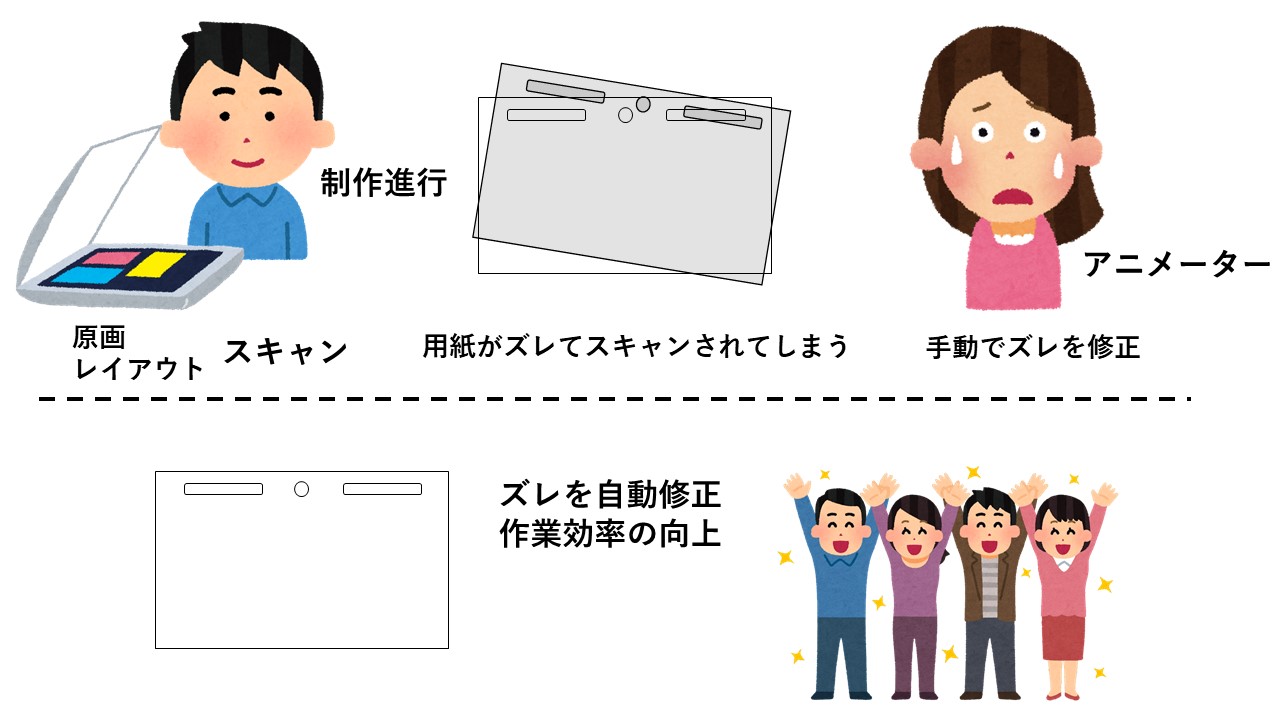 制作進行
アニメーター
原画
レイアウト
スキャン
用紙がズレてスキャンされてしまう
手動でズレを修正
ズレを自動修正
作業効率の向上